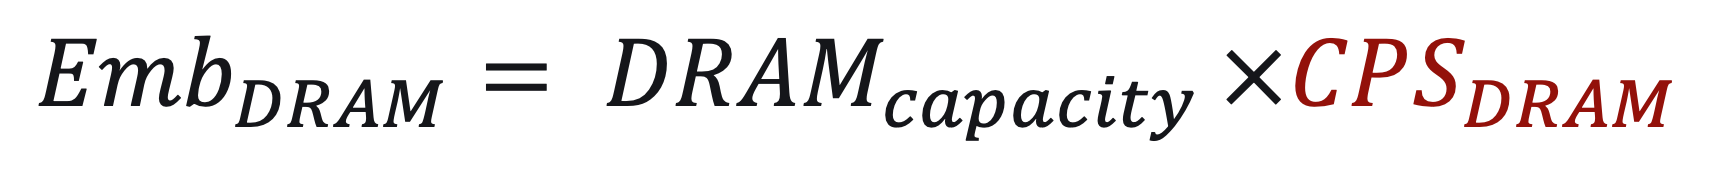 Emb_DRAM = DRAM_capacity × CPS_DRAM